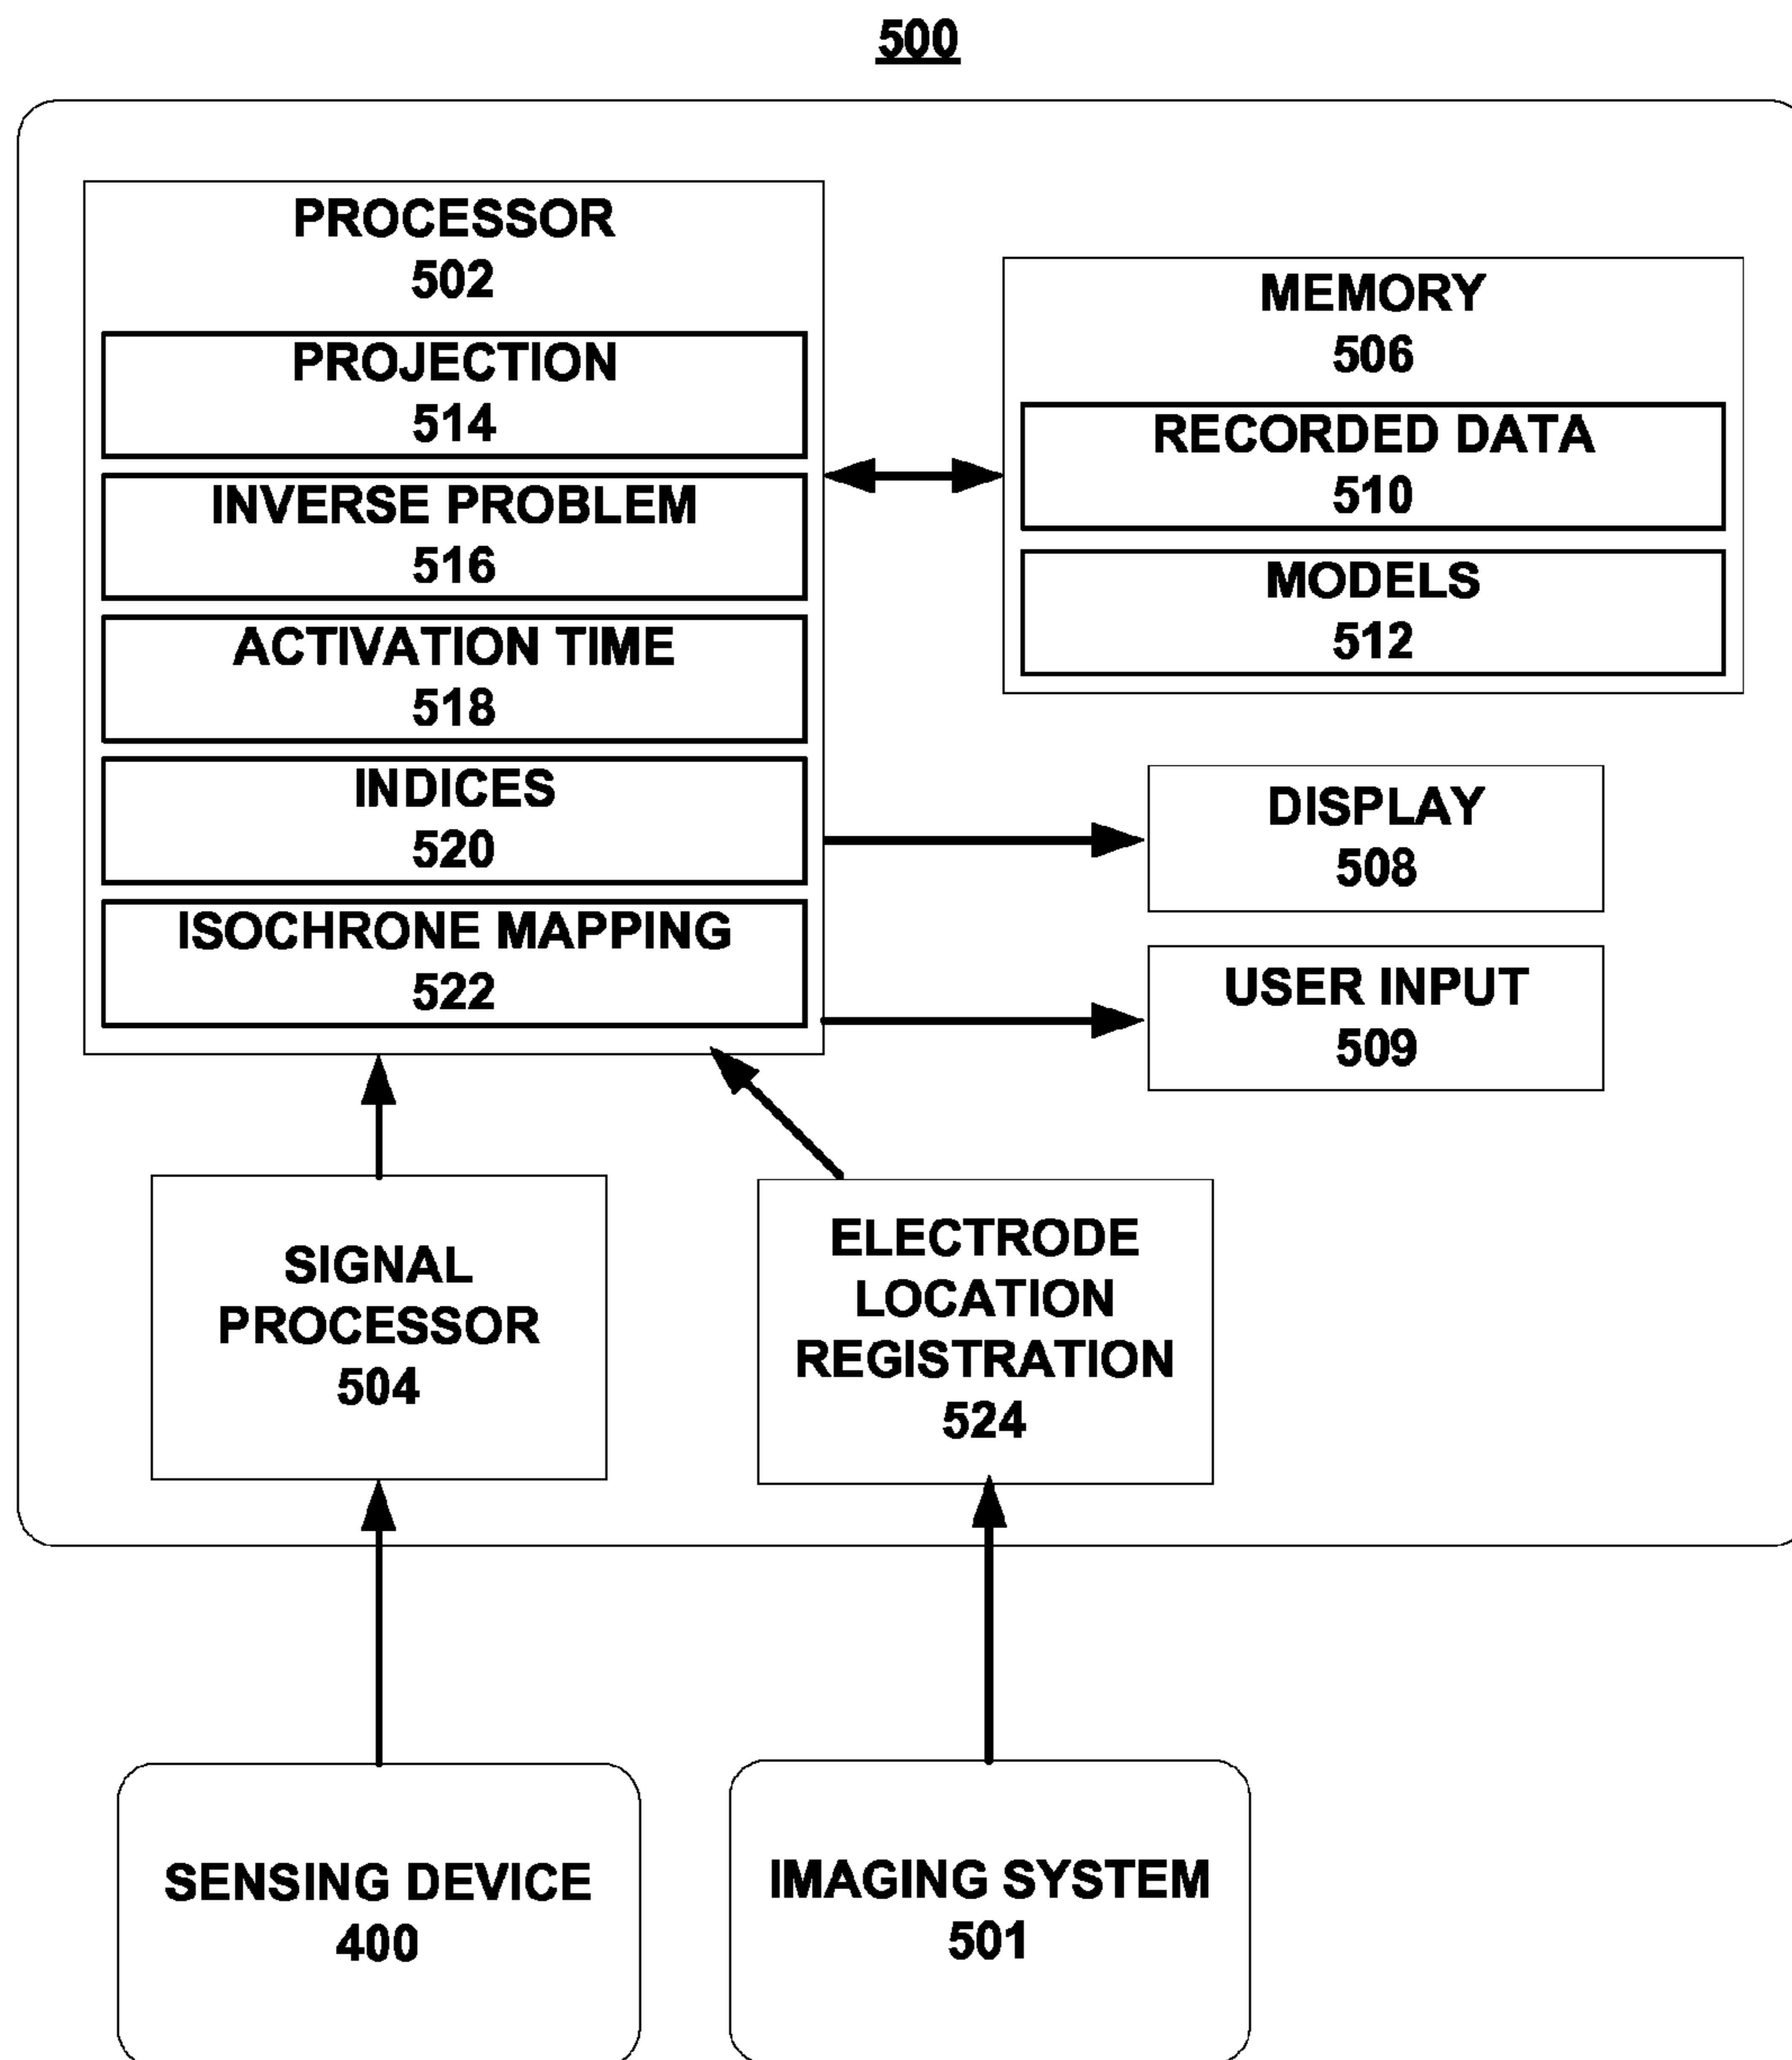 500
PROCESSOR
502
PROJECTION
514
INVERSE PROBLEM
516
ACTIVATION TIME
518
INDICES
520
ISOCHRONE MAPPING
522
MEMORY
506
RECORDED DATA
510
MODELS
512
DISPLAY
508
USER INPUT
509
SIGNAL
PROCESSOR
504
ELECTRODE
LOCATION
REGISTRATION
524
SENSING DEVICE
400
IMAGING SYSTEM
501